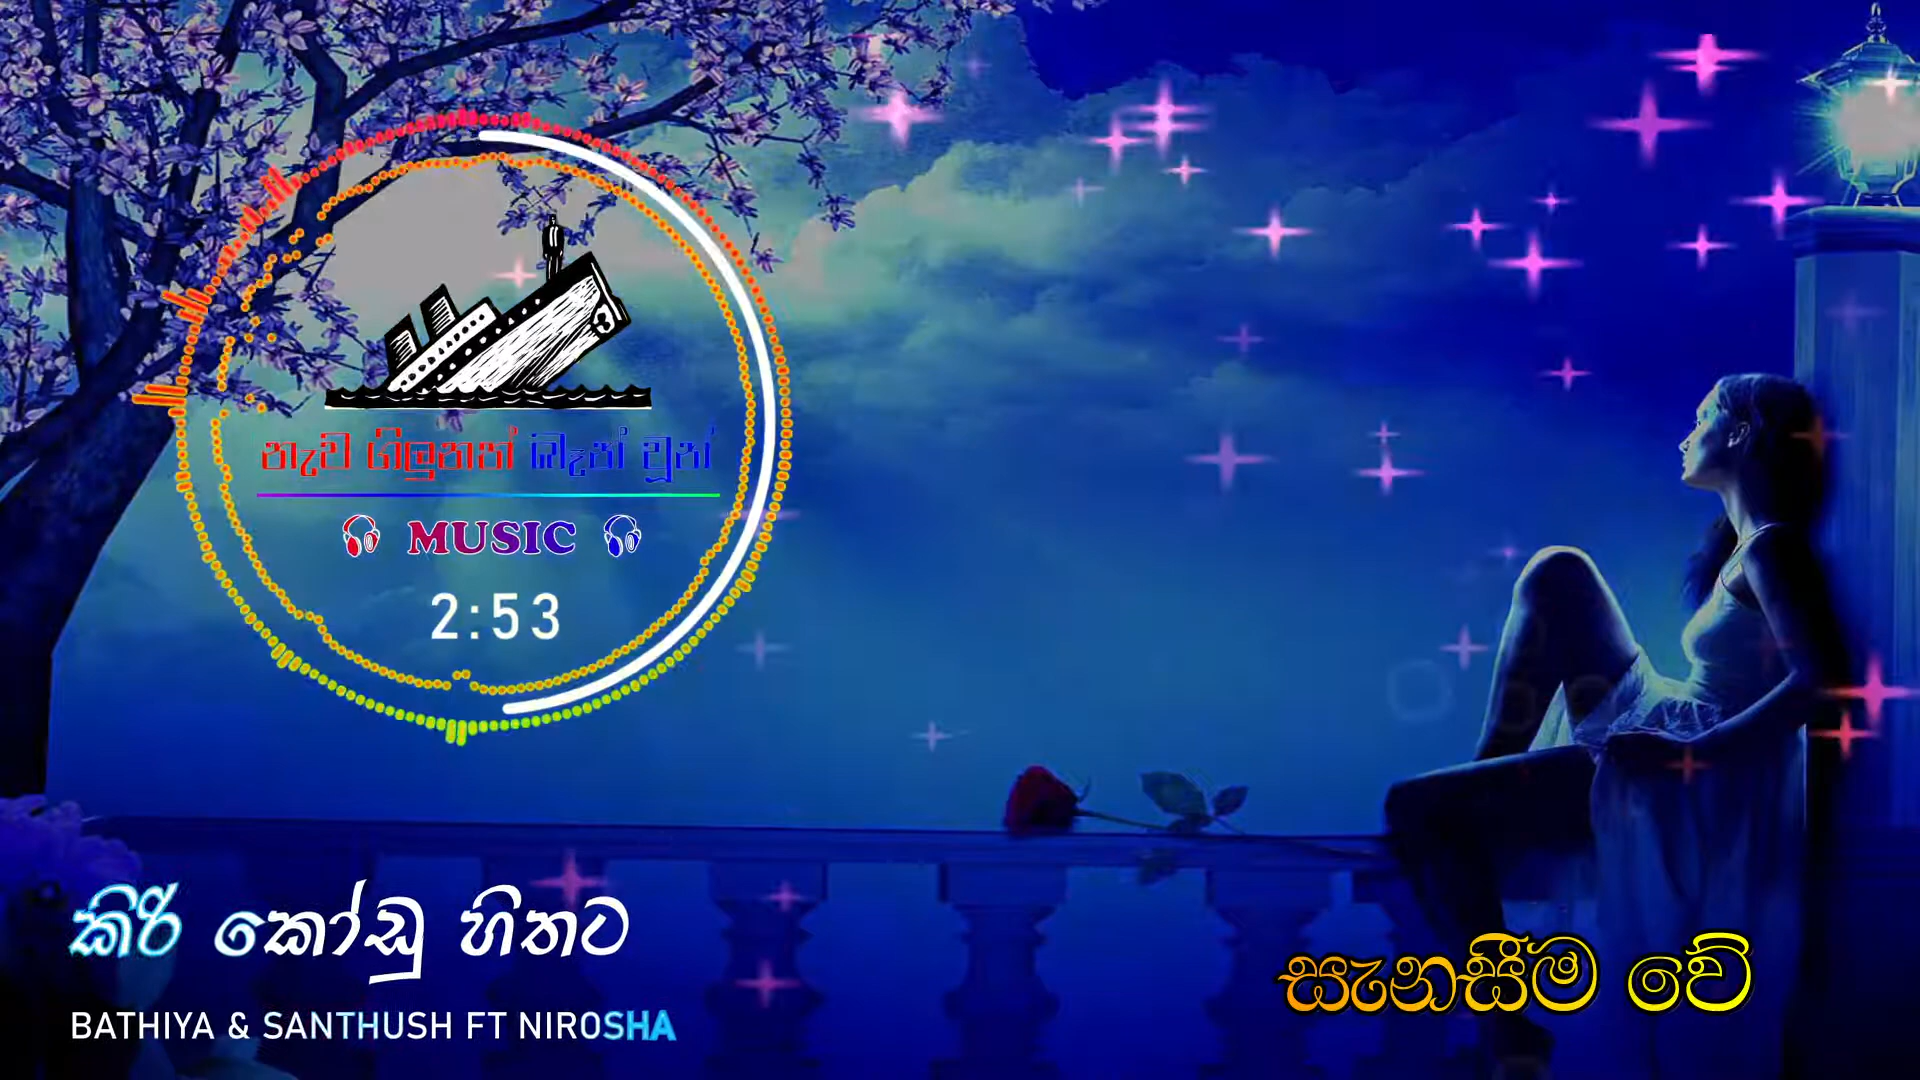 නැව ගිලුනත් බෑන් චූන්
MUSIC
2:53
කිරි කෝඩු හිතට
BATHIYA & SANTHUSH FT NIROSHA
සැනසීම වේ